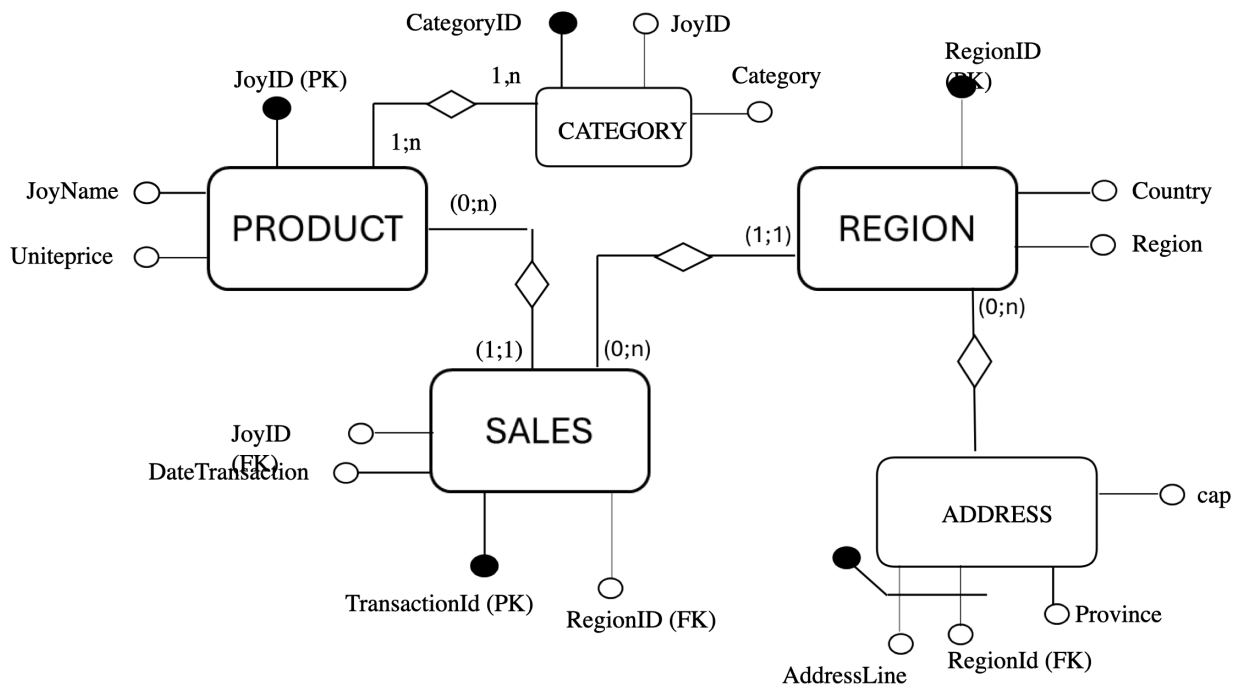 CategoryID
JoyID
RegionID
(PK)
JoyID (PK)
1,n
Category
CATEGORY
1;n
JoyName
Country
(0;n)
PRODUCT
(1;1)
REGION
Region
Uniteprice
(0;n)
(1;1)
(0;n)
SALES
JoyID
(FK)
DateTransaction
cap
ADDRESS
TransactionId (PK)
RegionID (FK)
Province
AddressLine
RegionId (FK)